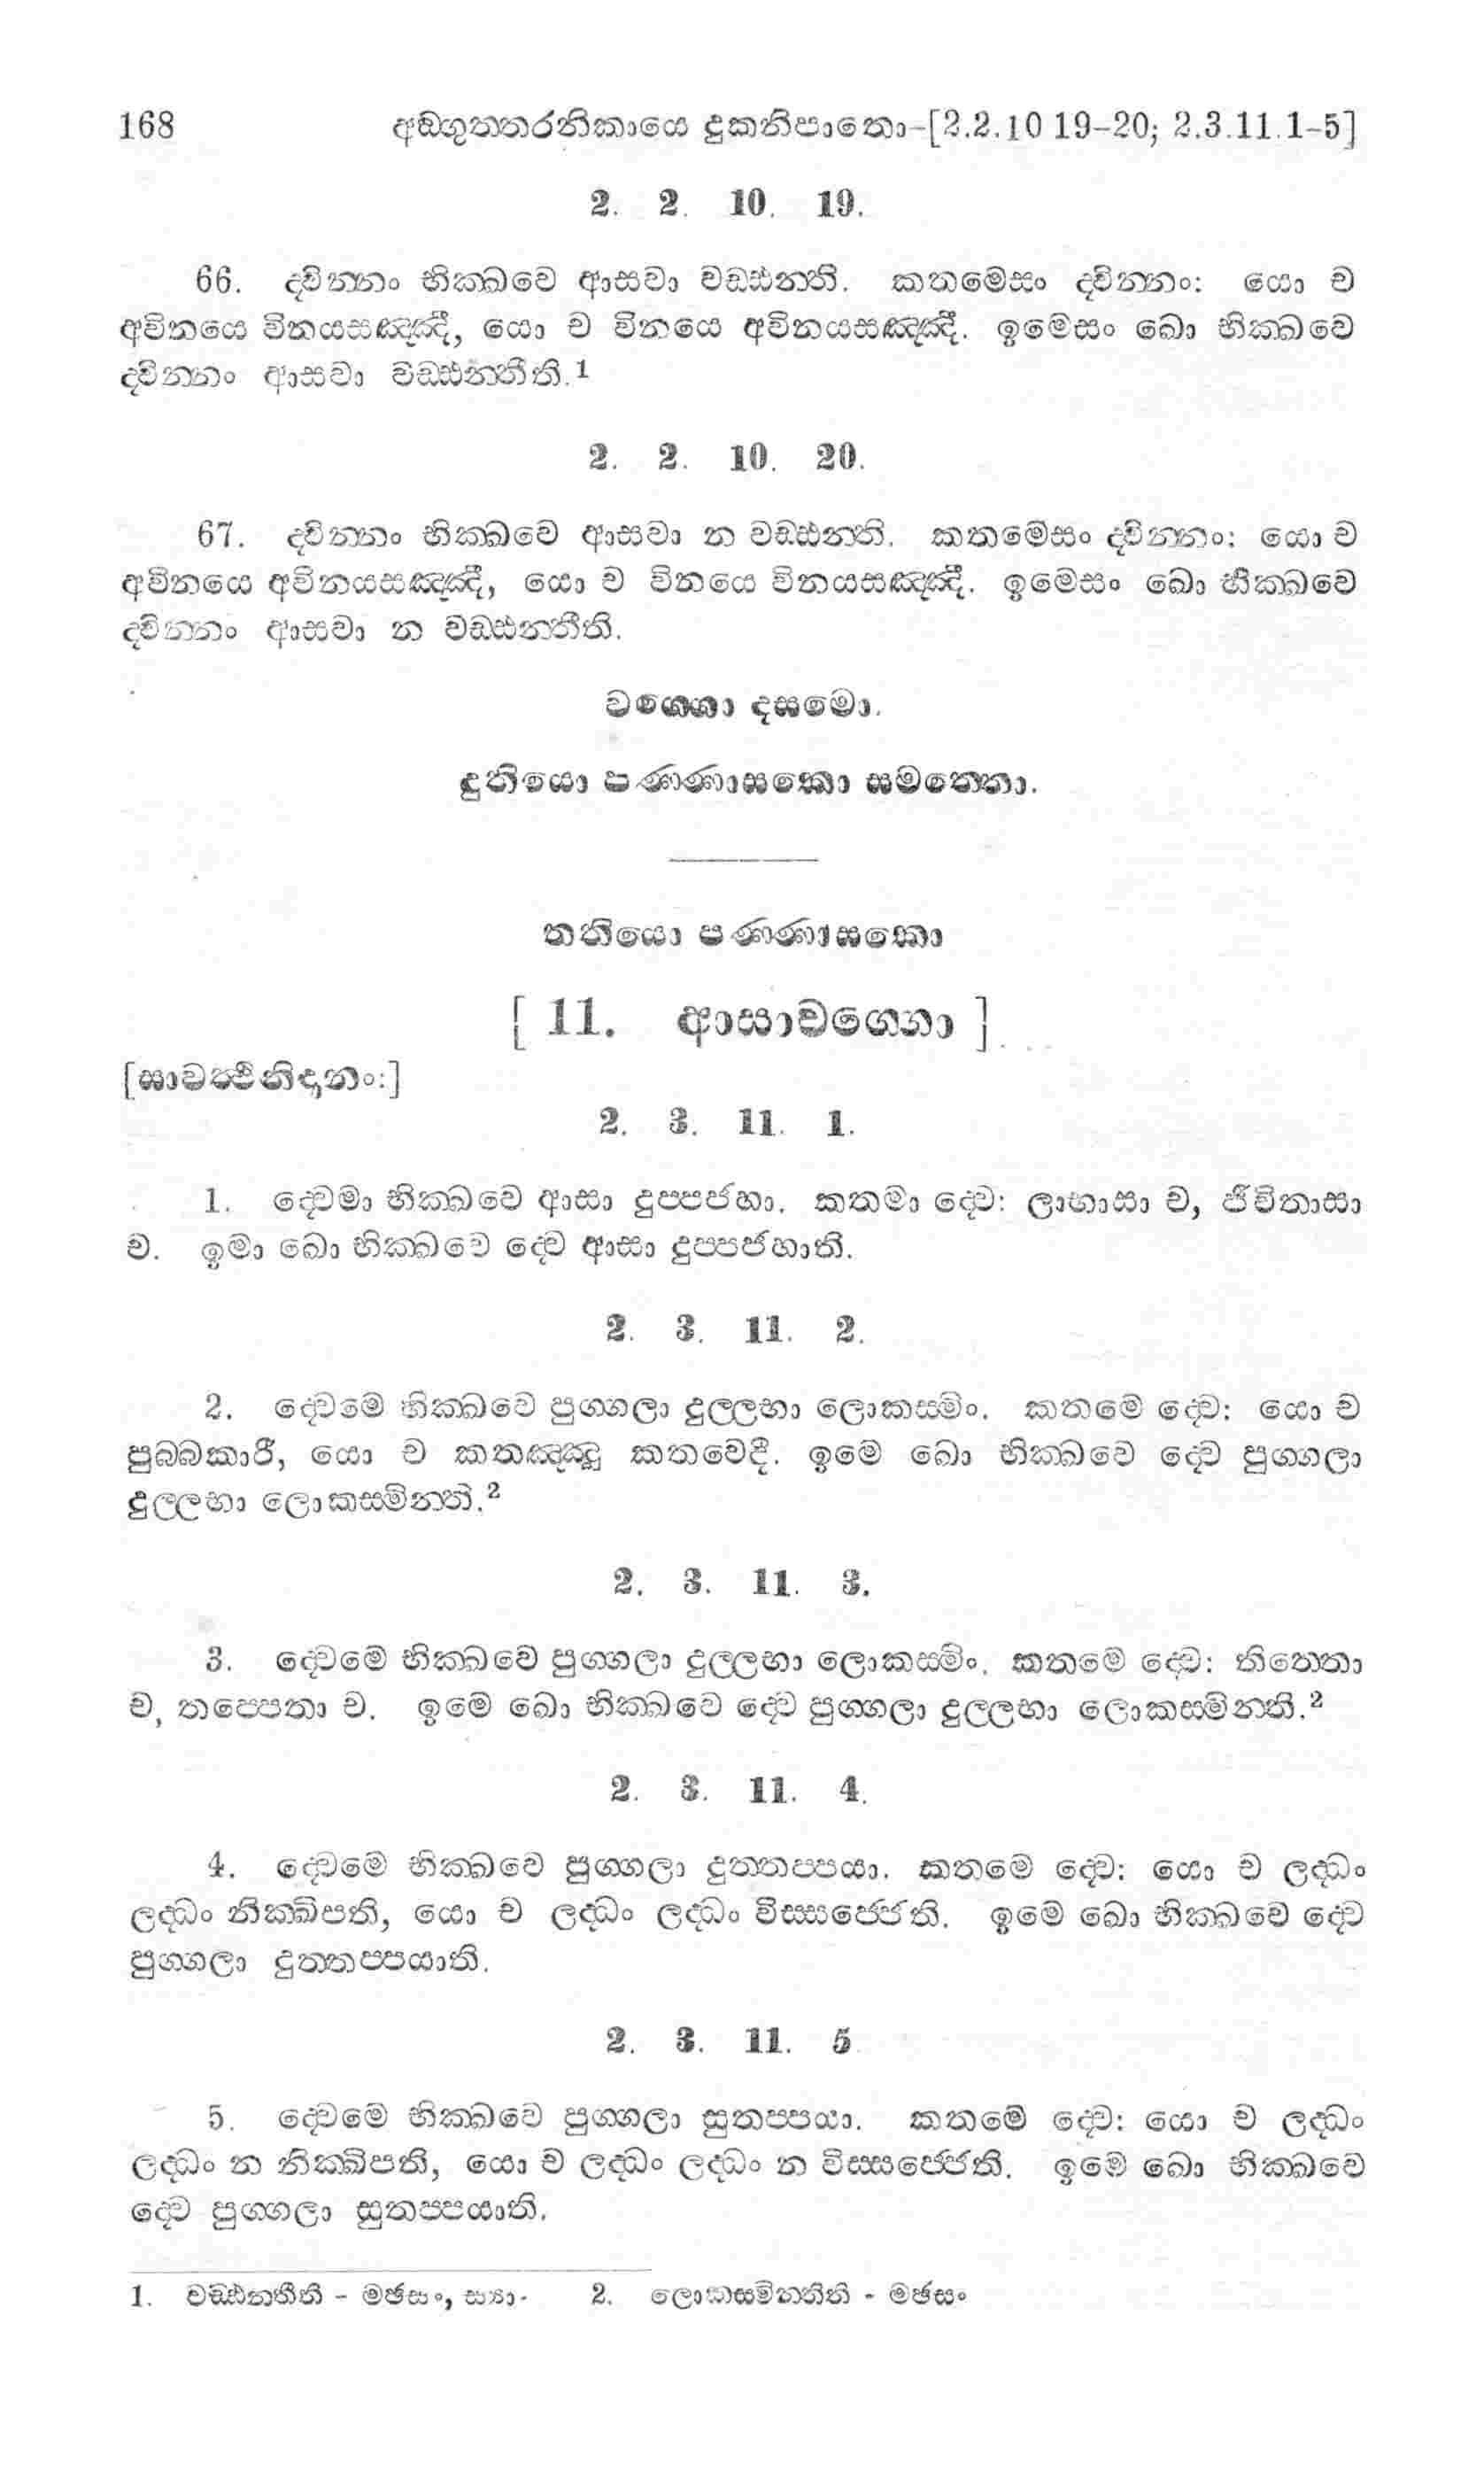 168 අඞ්ගුත්තරනිකායෙ දුකනිපාතො-[2.2.10 19-20; 2.3.11.1-5]
2. 2. 10. 19.
66. ද්වින්නං භික්ඛවෙ ආසවා වඩ්ඪන්ති. කතමෙසං ද්වින්නං: යො ච
අවිනයෙ විනයසඤ්ඤී, යො ච විනයෙ අවිනයසඤ්ඤී. ඉමෙසං ඛො භික්ඛවෙ
ද්වින්නං ආසවා වඩ්ඪන්තීති.1
2. 2. 10. 20.
67. ද්වින්නං භික්ඛවෙ ආසවා න වඩ්ඪන්ති. කතමෙසං ද්වින්නං: යො ච
අවිනයෙ අවිනයසඤ්ඤී, යො ච විනයෙ විනයසඤ්ඤී. ඉමෙසං ඛො භික්ඛවෙ
ද්වින්නං ආසවා න වඩ්ඪන්තීති.
වග්ගො දසමො.
දුතියො පණ්ණාසකො සමත්තො.
තතියො පණ්ණාසකො
[ 11. ආසාවග්ගො ]
[සාවත්ථිනිදානං:]
2. 3. 11. 1.
1. ද්වෙමා භික්ඛවෙ ආසා දුප්පජහා. කතමා ද්වෙ: ලාභාසා ච, ජීවිතාසා
ච. ඉමා ඛො භික්ඛවෙ ද්වෙ ආසා දුප්පජහාති.
2. 3. 11. 2.
2. ද්වෙමෙ භික්ඛවෙ පුග්ගලා දුල්ලභා ලොකස්මිං. කතමෙ ද්වෙ: යො ච
පුබ්බකාරී, යො ච කතඤ්ඤූ කතවෙදී. ඉමෙ ඛො භික්ඛවෙ ද්වෙ පුග්ගලා
දුල්ලභා ලොකස්මින්ති.2
2. 3. 11. 3.
3. ද්වෙමෙ භික්ඛවෙ පුග්ගලා දුල්ලභා ලොකස්මිං. කතමෙ ද්වෙ: තිත්තො
ච, තප්පෙතා ච. ඉමෙ ඛො භික්ඛවෙ ද්වෙ පුග්ගලා දුල්ලභා ලොකස්මින්ති.2
2. 3. 11. 4.
4. ද්වෙමෙ භික්ඛවෙ පුග්ගලා දුත්තප්පයා. කතමෙ ද්වෙ: යො ච ලද්ධං
ලද්ධං නික්ඛිපති, යො ච ලද්ධං ලද්ධං විස්සජ්ජෙති. ඉමෙ ඛො භික්ඛවෙ ද්වෙ
පුග්ගලා දුත්තප්පයාති.
2. 3. 11. 5
5. ද්වෙමෙ භික්ඛවෙ පුග්ගලා සුතප්පයා. කතමෙ ද්වෙ: යො ච ලද්ධං
ලද්ධං න නික්ඛිපති, යො ච ලද්ධං ලද්ධං න විස්සජ්ජෙති. ඉමෙ ඛො භික්ඛවෙ
ද්වෙ පුග්ගලා සුතප්පයාති.
1. වඩ්ඪන්තීති - මඡසං, ස්‍යා- 2. ලොකස්මින්තිති - මඡසං